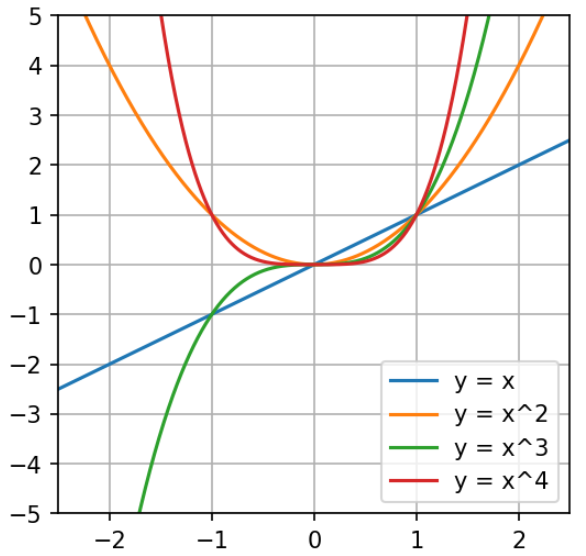 5
4
3
2
1
0
−1
−2
−3
−4
−5
−2 −1 0 1 2
y = x
y = x^2
y = x^3
y = x^4